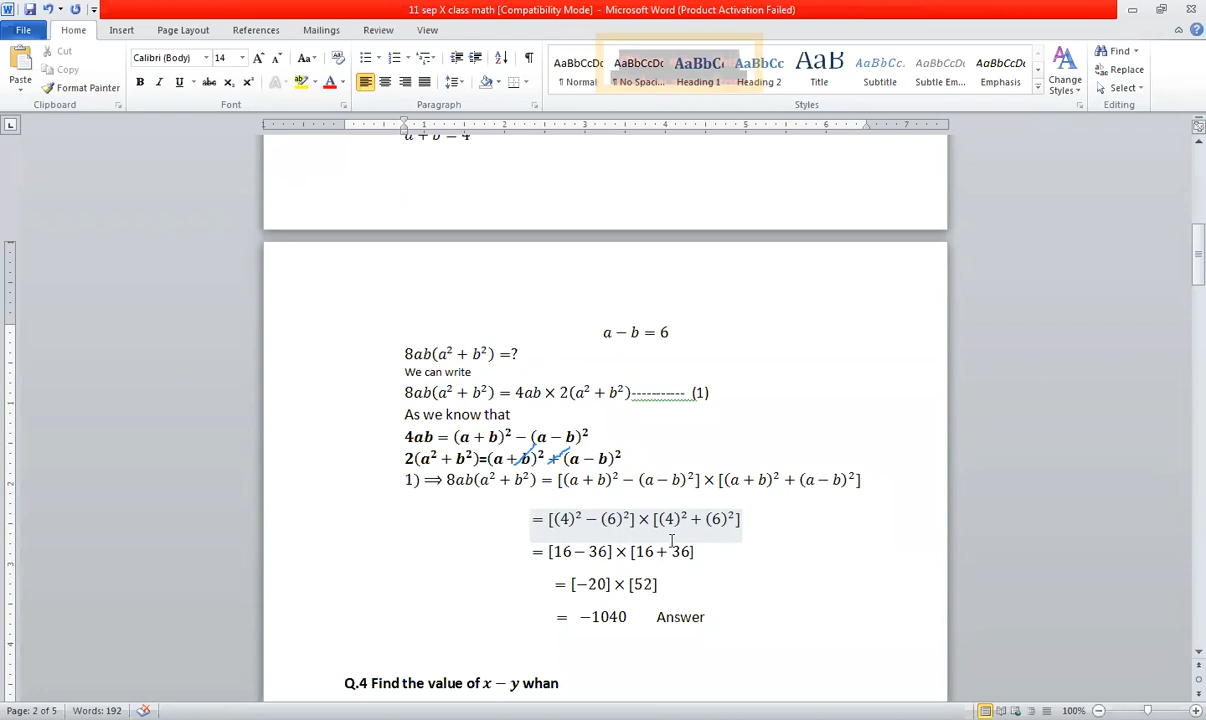 11 sep X class math [Compatibility Mode] - Microsoft Word (Product Activation Failed)
File Home Insert Page Layout References Mailings Review View
Paste Cut Copy Format Painter Clipboard
Calibri (Body) 14 Font
Paragraph
AaBbCcDc AaBbCcDc AaBbC AaBbCc AaB AaBbCc. AaBbCcDc AaBbCcDc
¶ Normal ¶ No Spaci... Heading 1 Heading 2 Title Subtitle Subtle Em... Emphasis
Change Styles Styles
Find Replace Select Editing
a + b = 4
a − b = 6
8ab(a² + b²) =?
We can write
8ab(a² + b²) = 4ab × 2(a² + b²)----------- (1)
As we know that
4ab = (a + b)² − (a − b)²
2(a² + b²)=(a + b)² + (a − b)²
1) ⟹ 8ab(a² + b²) = [(a + b)² − (a − b)²] × [(a + b)² + (a − b)²]
= [(4)² − (6)²] × [(4)² + (6)²]
= [16 − 36] × [16 + 36]
= [−20] × [52]
= −1040 Answer
Q.4 Find the value of x − y whan
Page: 2 of 5 Words: 192 100%